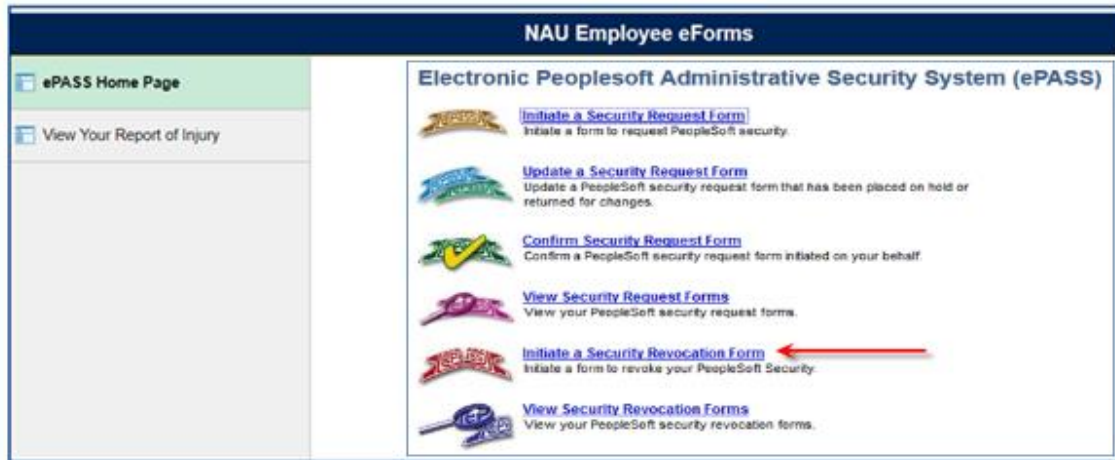 NAU Employee eForms
ePASS Home Page
View Your Report of Injury
Electronic Peoplesoft Administrative Security System (ePASS)
Initiate a Security Request Form
Initiate a form to request PeopleSoft security.
Update a Security Request Form
Update a PeopleSoft security request form that has been placed on hold or
returned for changes.
Confirm Security Request Form
Confirm a PeopleSoft security request form initiated on your behalf.
View Security Request Forms
View your PeopleSoft security request forms.
Initiate a Security Revocation Form
Initiate a form to revoke your PeopleSoft Security.
View Security Revocation Forms
View your PeopleSoft security revocation forms.